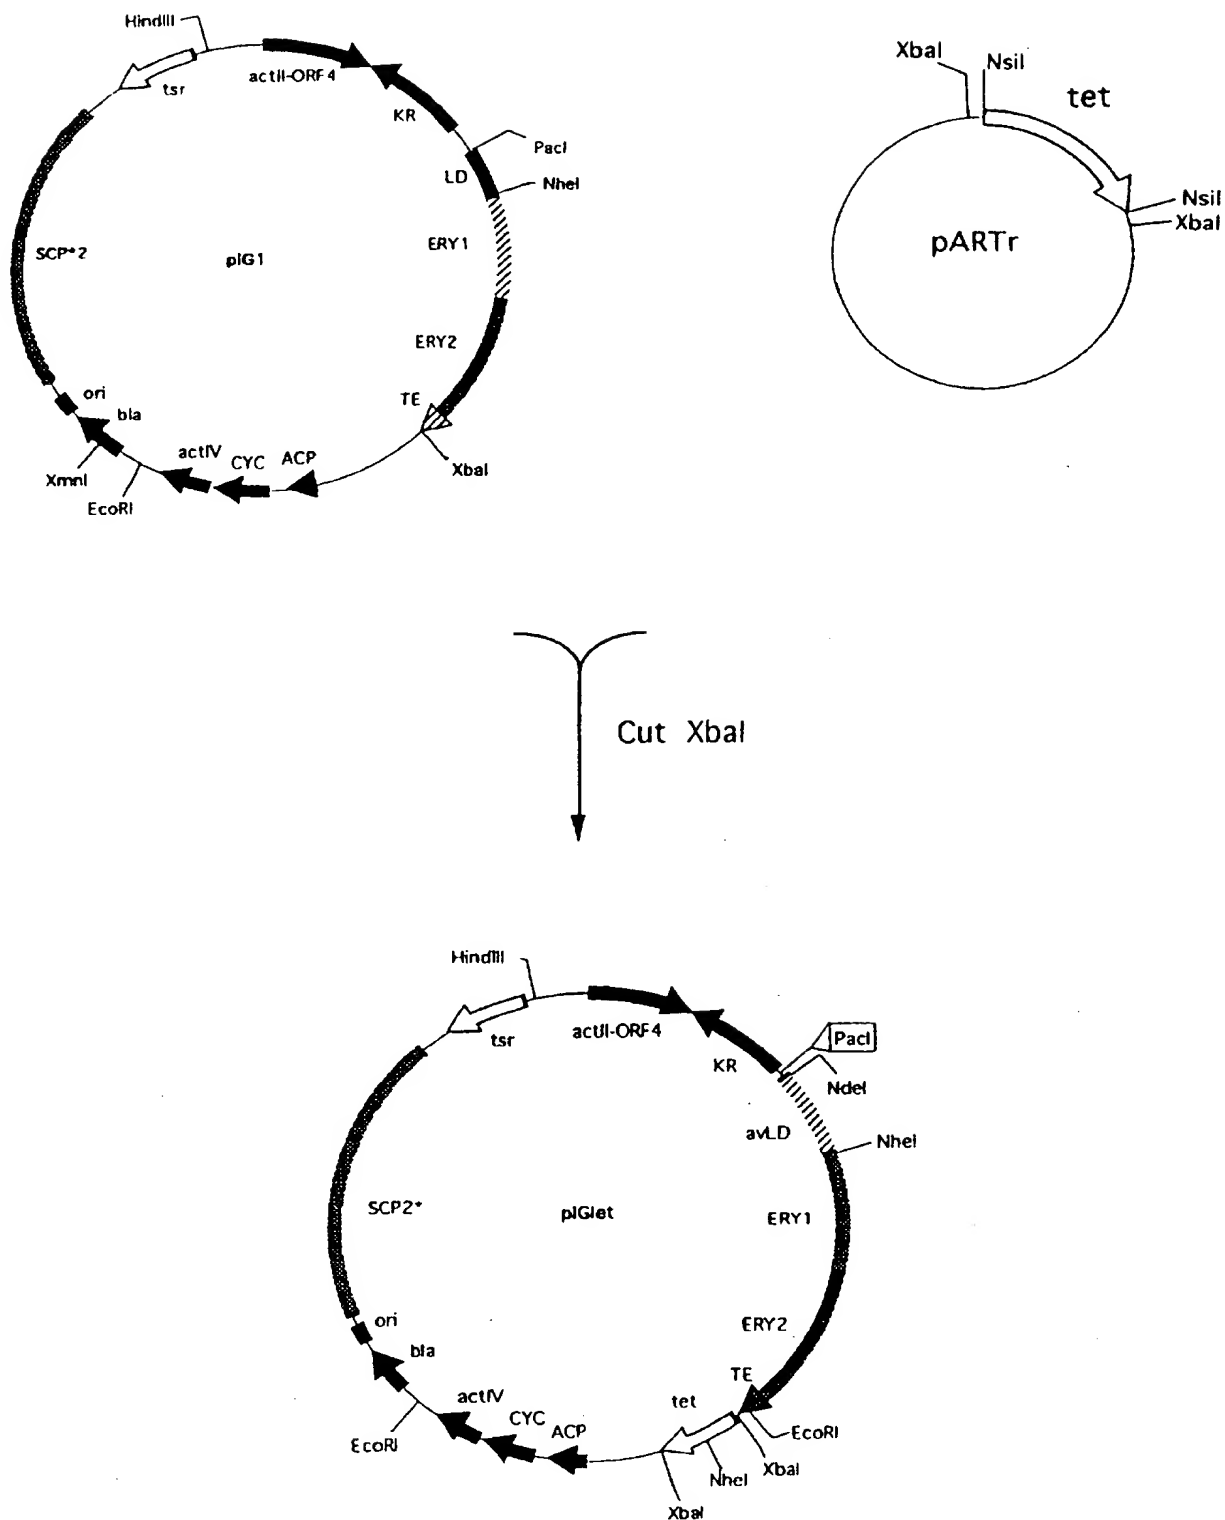 HindIII
tsr
actII-ORF4
KR
PacI
LD
NheI
ERY1
SCP*2
pIG1
ERY2
TE
XbaI
ori
bla
XmnI
EcoRI
actIV
CYC
ACP
XbaI
NsiI
tet
NsiI
XbaI
pARTr
Cut XbaI
HindIII
tsr
actII-ORF4
KR
PacI
NdeI
avLD
NheI
SCP2*
pIGlet
ERY1
ERY2
TE
ori
bla
EcoRI
actIV
CYC
ACP
tet
EcoRI
XbaI
NheI
XbaI